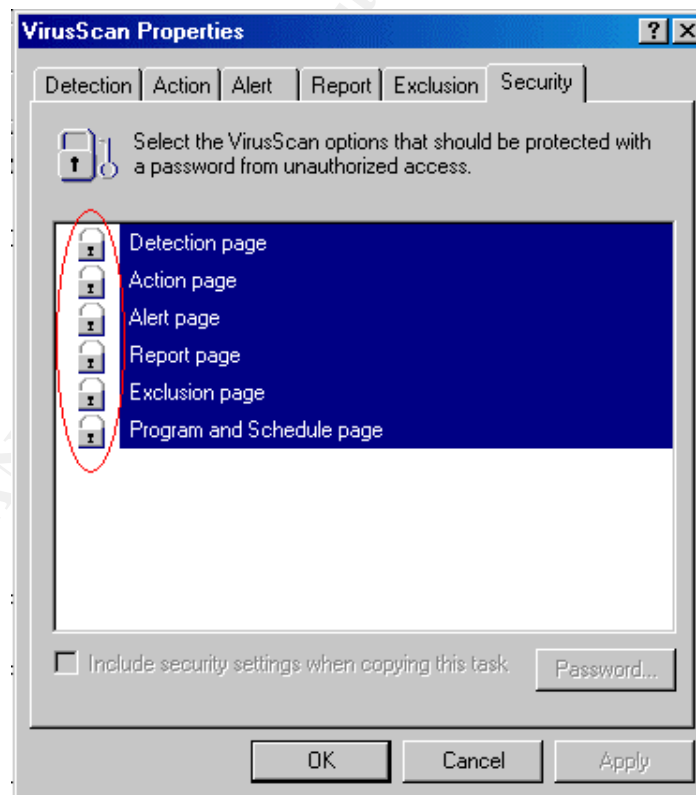 VirusScan Properties
Detection Action Alert Report Exclusion Security
Select the VirusScan options that should be protected with
a password from unauthorized access.
Detection page
Action page
Alert page
Report page
Exclusion page
Program and Schedule page
Include security settings when copying this task Password...
OK Cancel Apply